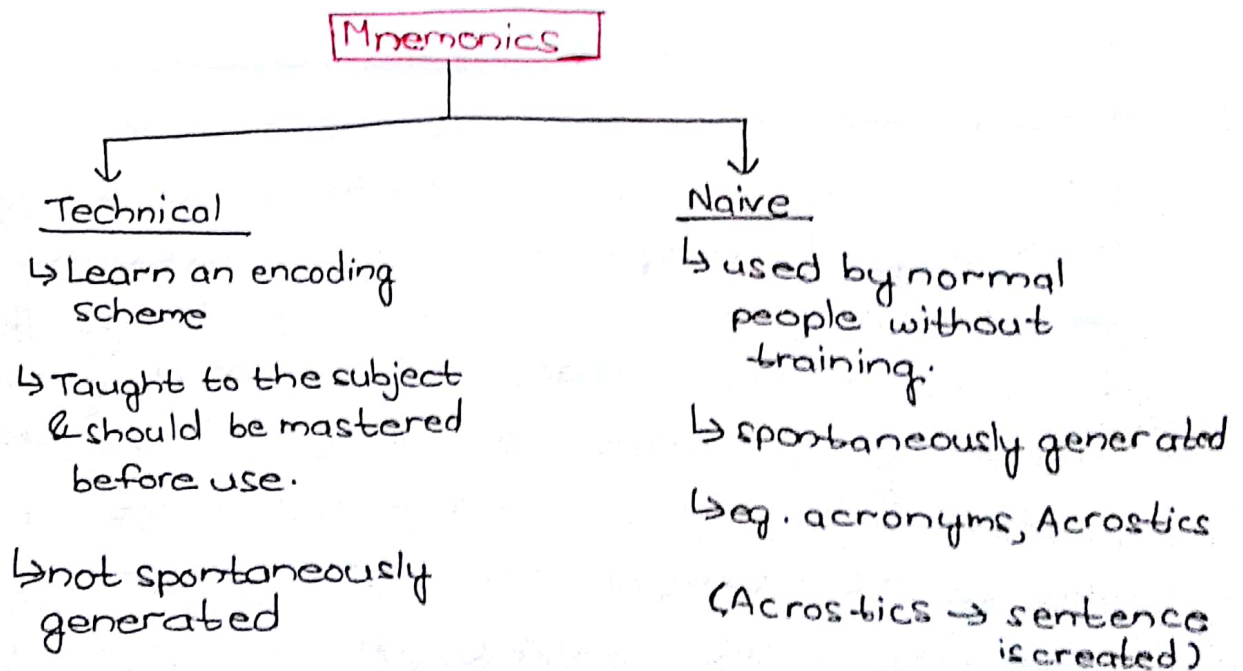 Mnemonics
Technical
↳ Learn an encoding
scheme
↳ Taught to the subject
& should be mastered
before use.
↳ not spontaneously
generated
Naive
↳ used by normal
people without
training.
↳ spontaneously generated
↳ eg. acronyms, Acrostics
(Acrostics → sentence
is created)